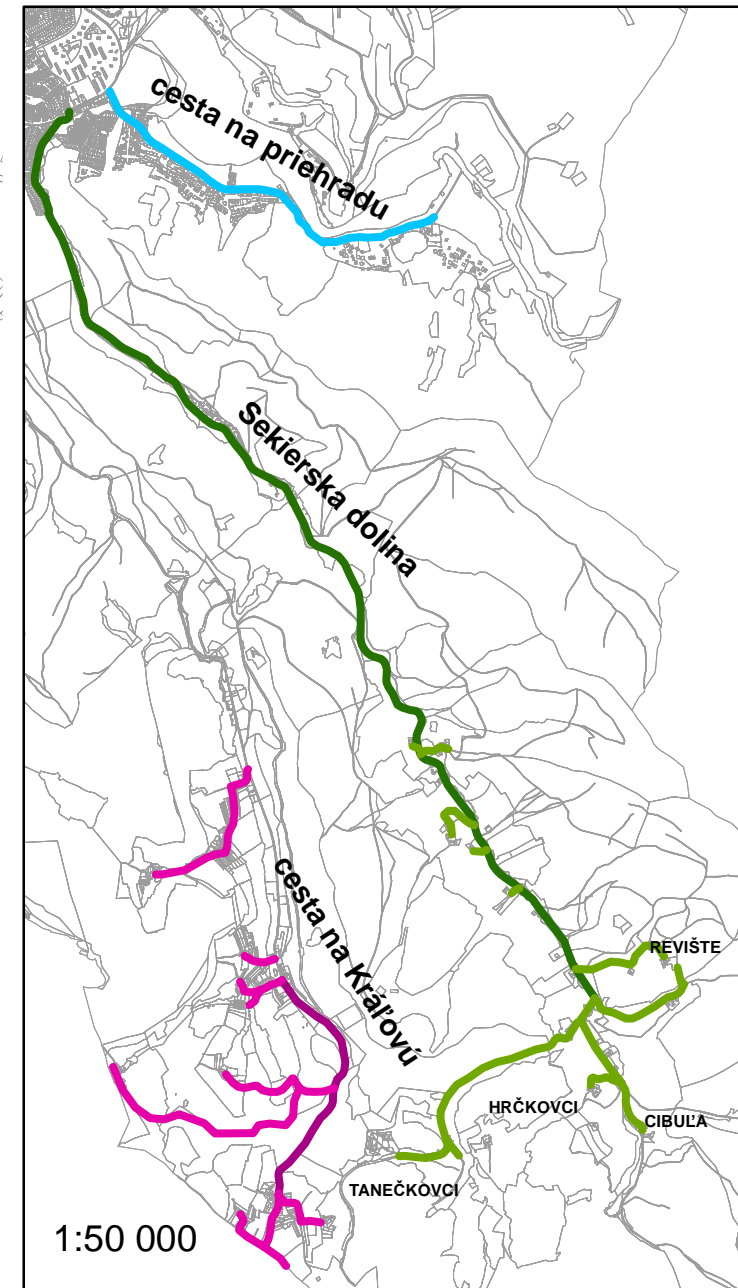 cesta na priehradu
Sekierska dolina
cesta na Kráľovú
REVIŠTE
HRČKOVCI
CIBUĽA
TANEČKOVCI
1:50 000